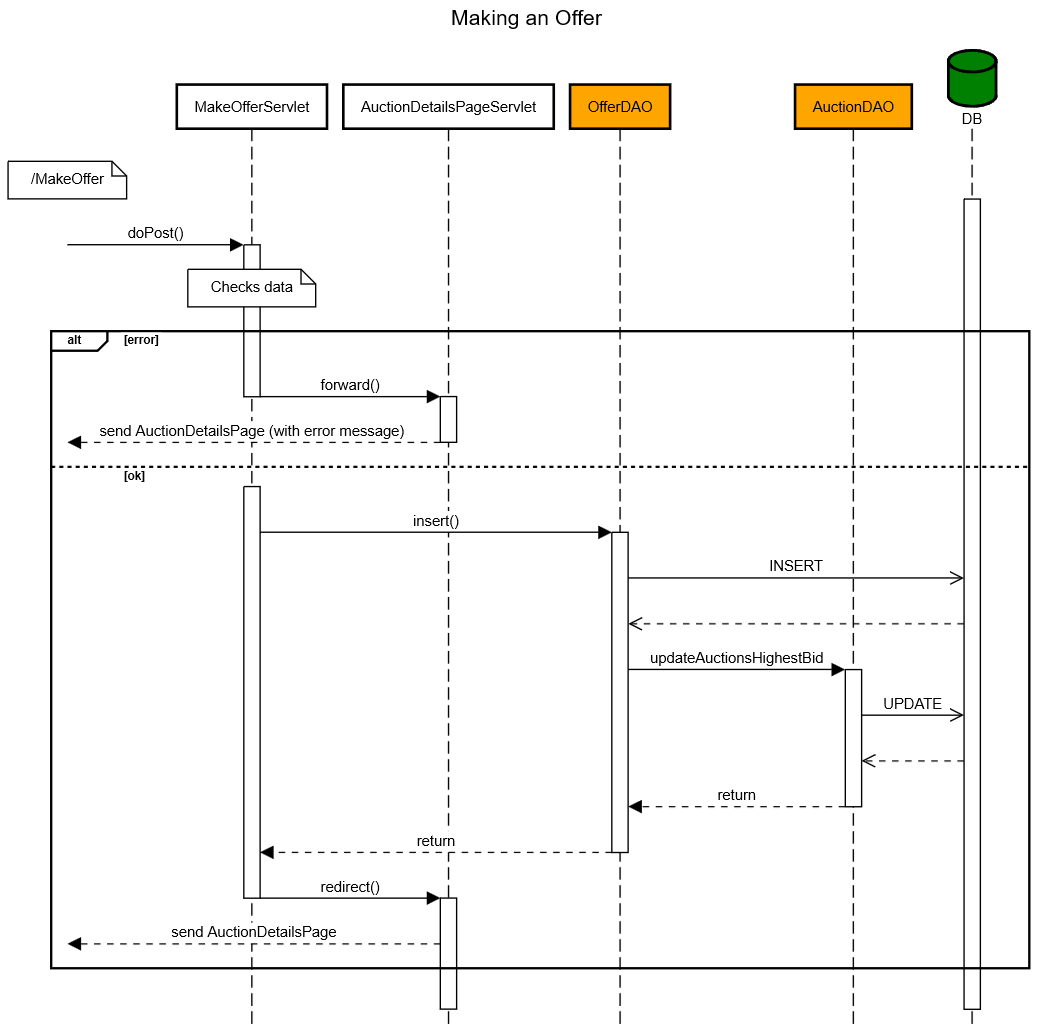 Making an Offer
MakeOfferServlet
AuctionDetailsPageServlet
OfferDAO
AuctionDAO
DB
/MakeOffer
doPost()
Checks data
alt
[error]
forward()
send AuctionDetailsPage (with error message)
[ok]
insert()
INSERT
updateAuctionsHighestBid
UPDATE
return
return
redirect()
send AuctionDetailsPage